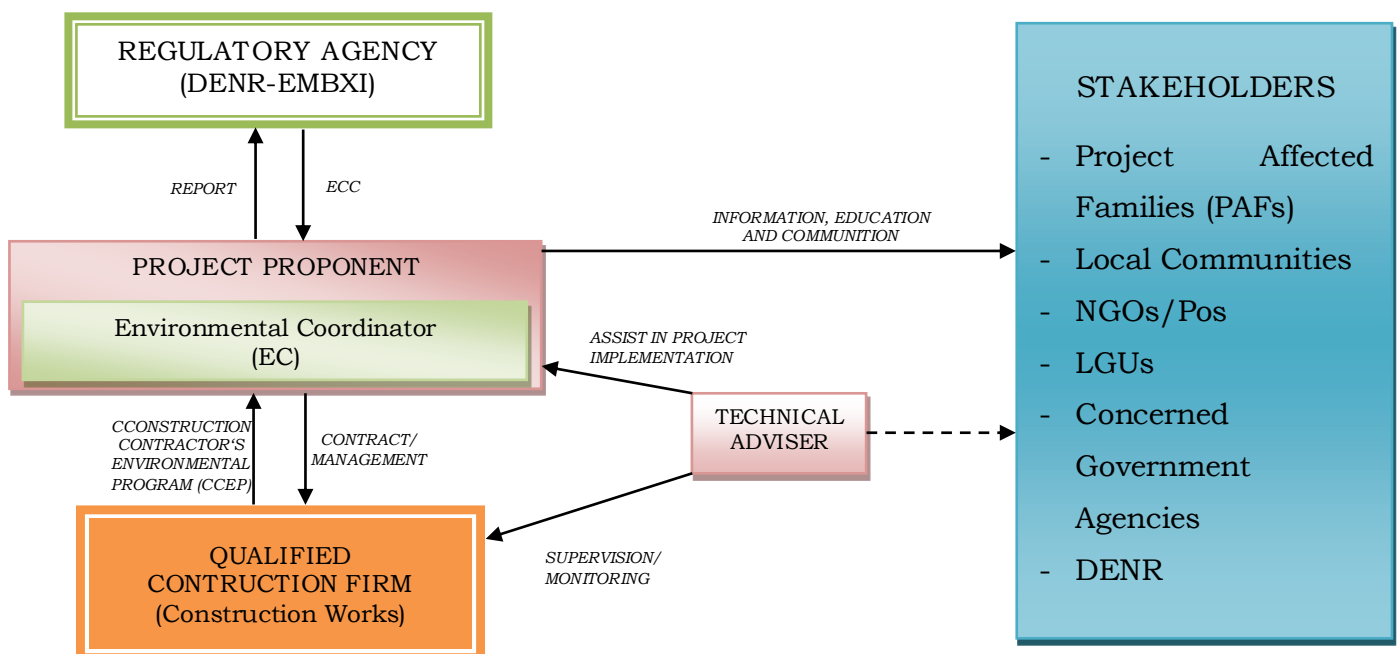 REGULATORY AGENCY
(DENR-EMBXI)
REPORT
ECC
PROJECT PROPONENT
Environmental Coordinator
(EC)
INFORMATION, EDUCATION
AND COMMUNITION
ASSIST IN PROJECT
IMPLEMENTATION
TECHNICAL
ADVISER
CCONSTRUCTION
CONTRACTOR‘S
ENVIRONMENTAL
PROGRAM (CCEP)
CONTRACT/
MANAGEMENT
QUALIFIED
CONTRUCTION FIRM
(Construction Works)
SUPERVISION/
MONITORING
STAKEHOLDERS
- Project Affected
Families (PAFs)
- Local Communities
- NGOs/Pos
- LGUs
- Concerned
Government
Agencies
- DENR